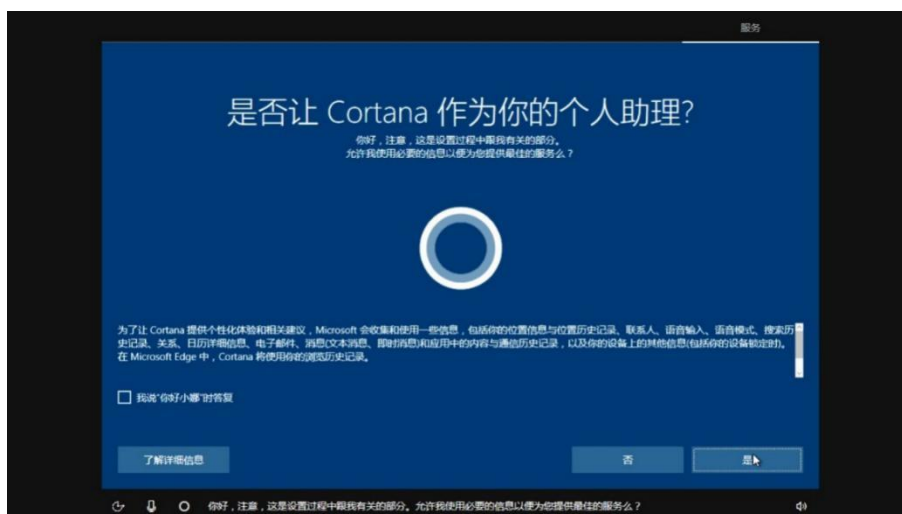 服务
是否让 Cortana 作为你的个人助理?
你好，注意，这是设置过程中跟我有关的部分。
允许我使用必要的信息以便为您提供最佳的服务么？
为了让 Cortana 提供个性化体验和相关建议，Microsoft 会收集和使用一些信息，包括你的位置信息与位置历史记录、联系人、语音输入、语音模式、搜索历
史记录、关系、日历详细信息、电子邮件、消息(文本消息、即时消息)和应用中的内容与通信历史记录，以及你的设备上的其他信息(包括你的设备锁定时)。
在 Microsoft Edge 中，Cortana 将使用你的浏览历史记录。
我说"你好小娜"时答复
了解详细信息
否
是
你好，注意，这是设置过程中跟我有关的部分。允许我使用必要的信息以便为您提供最佳的服务么？